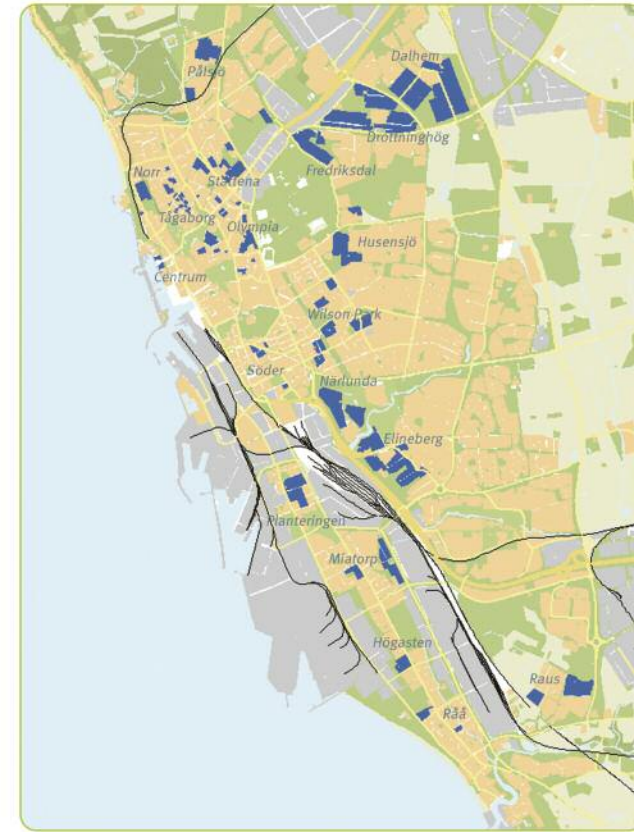 Dalhem
Pålsjö
Drottninghög
Fredriksdal
Norr
Stattena
Tågaborg
Olympia
Husensjö
Centrum
Wilson Park
Söder
Närlunda
Elineberg
Planteringen
Miatorp
Högasten
Raus
Råå